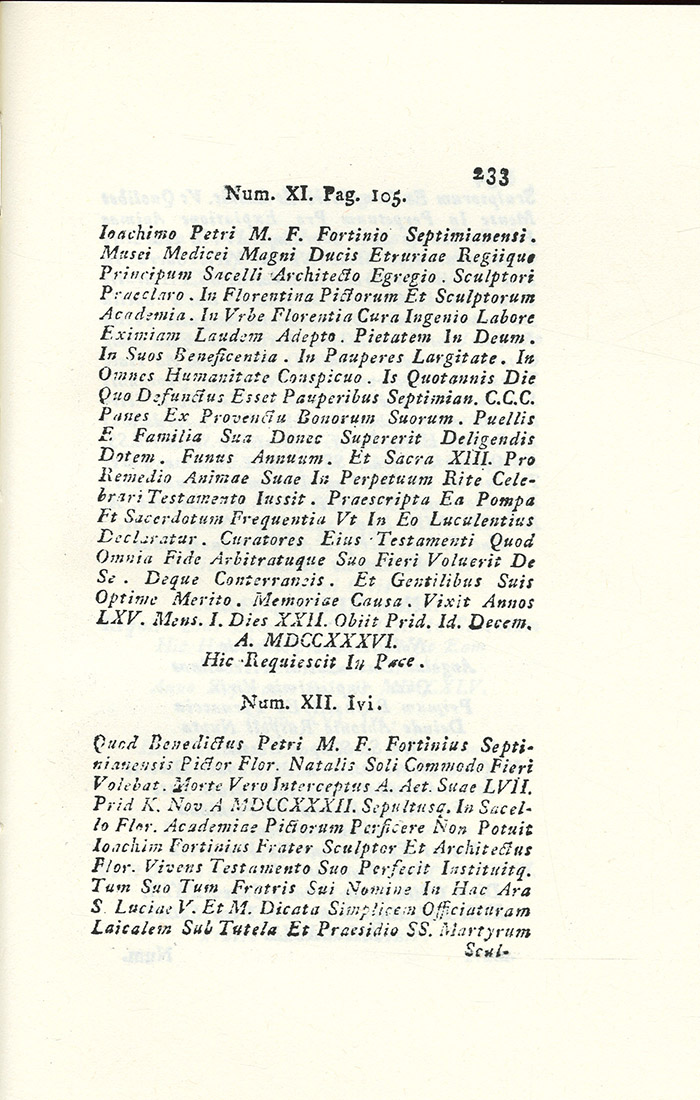 233
Num. XI. Pag. 105.
Ioachimo Petri M. F. Fortinio Septimianensi.
Musei Medicei Magni Ducis Etruriae Regiique
Principum Sacelli Architecto Egregio. Sculptori
Praeclaro. In Florentina Pictorum Et Sculptorum
Academia. In Vrbe Florentia Cura Ingenio Labore
Eximiam Laudem Adepto. Pietatem In Deum.
In Suos Beneficentia. In Pauperes Largitate. In
Omnes Humanitate Conspicuo. Is Quotannis Die
Quo Defunctus Esset Pauperibus Septimian. C.C.C.
Panes Ex Proventu Bonorum Suorum. Puellis
E Familia Sua Donec Supererit Deligendis
Dotem. Funus Annuum. Et Sacra XIII. Pro
Remedio Animae Suae In Perpetuum Rite Cele-
brari Testamento Iussit. Praescripta Ea Pompa
Et Sacerdotum Frequentia Vt In Eo Luculentius
Declaratur. Curatores Eius Testamenti Quod
Omnia Fide Arbitratuque Suo Fieri Voluerit De
Se. Deque Conterraneis. Et Gentilibus Suis
Optime Merito. Memoriae Causa. Vixit Annos
LXV. Mens. I. Dies XXII. Obiit Prid. Id. Decem.
A. MDCCXXXVI.
Hic Requiescit In Pace.
Num. XII. Ivi.
Quod Benedictus Petri M. F. Fortinius Septi-
nianensis Pictor Flor. Natalis Soli Commodo Fieri
Volebat. Morte Vero Interceptus A. Aet. Suae LVII.
Prid K. Nov A MDCCXXXII. Sepultusq. In Sacel-
lo Flor. Academiae Pictorum Perficere Non Potuit
Ioachim Fortinius Frater Sculptor Et Architectus
Flor. Vivens Testamento Suo Perfecit Instituitq.
Tum Suo Tum Fratris Sui Nomine In Hac Ara
S. Luciae V. Et M. Dicata Simplicem Officiaturam
Laicalem Sub Tutela Et Praesidio SS. Martyrum
Scul-